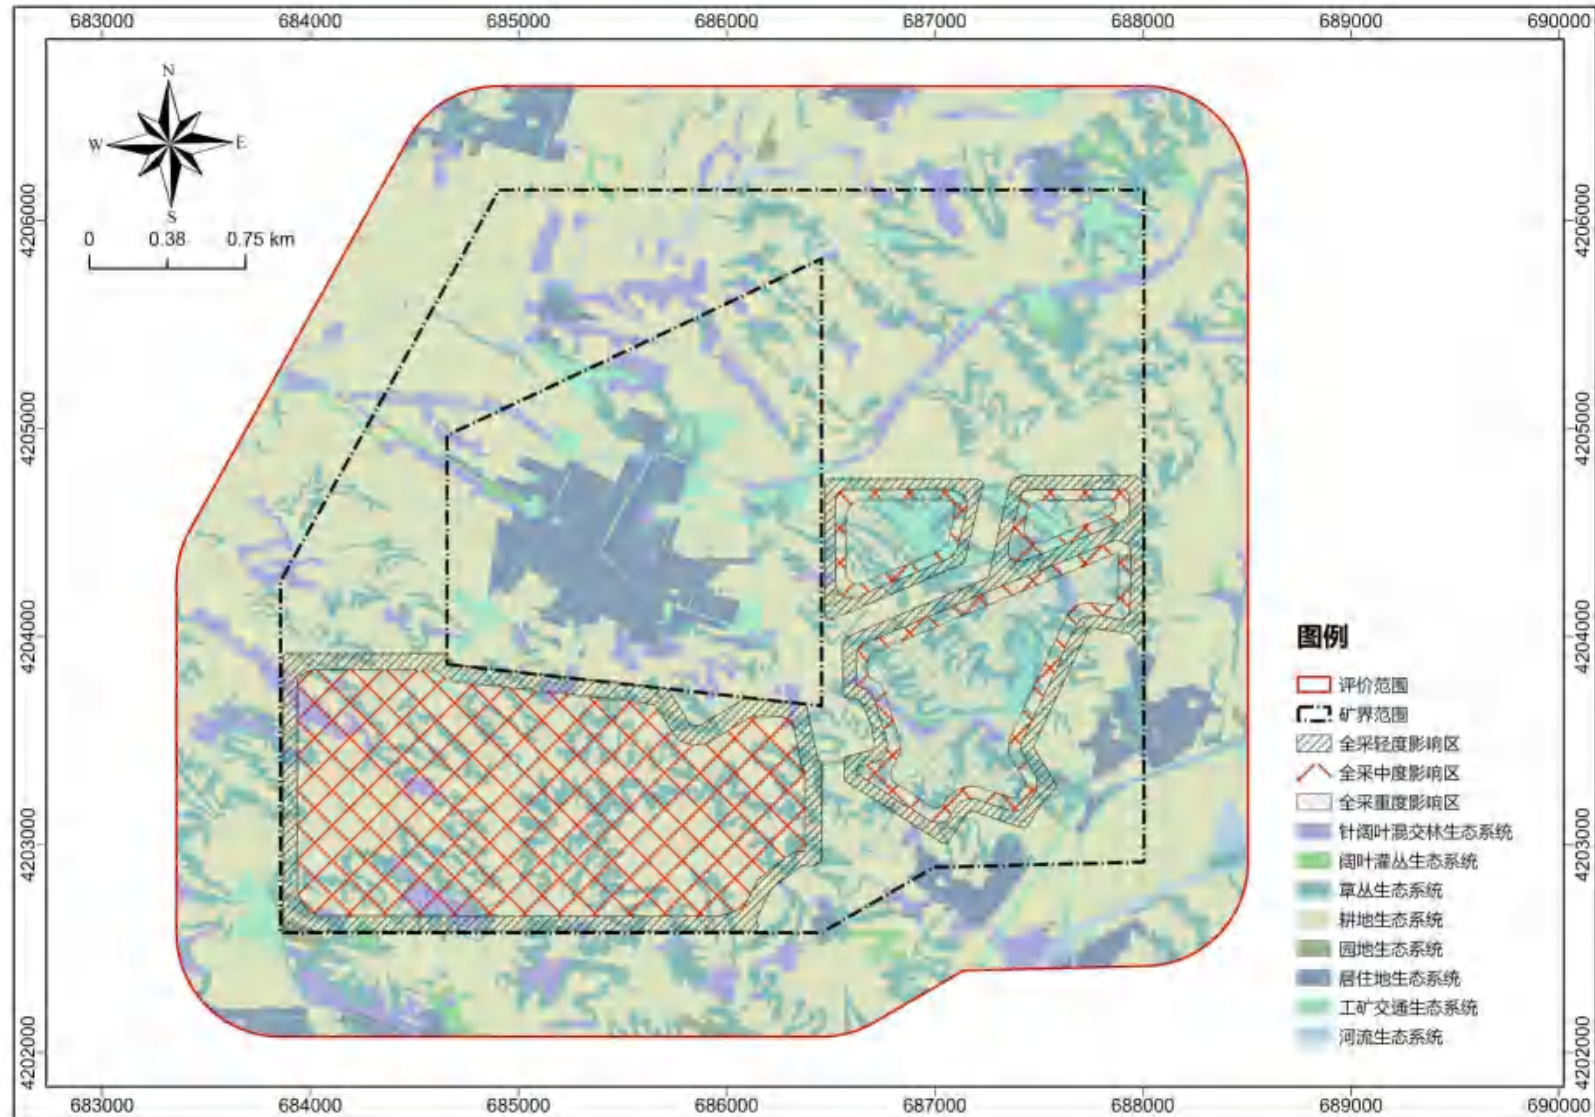 683000 684000 685000 686000 687000 688000 689000 690000
N
W E
S
0 0.38 0.75 km
4206000 4206000
4205000 4205000
4204000 4204000
4203000 4203000
4202000 4202000
图例
评价范围
矿界范围
全采轻度影响区
全采中度影响区
全采重度影响区
针阔叶混交林生态系统
阔叶灌丛生态系统
草丛生态系统
耕地生态系统
园地生态系统
居住地生态系统
工矿交通生态系统
河流生态系统
683000 684000 685000 686000 687000 688000 689000 690000